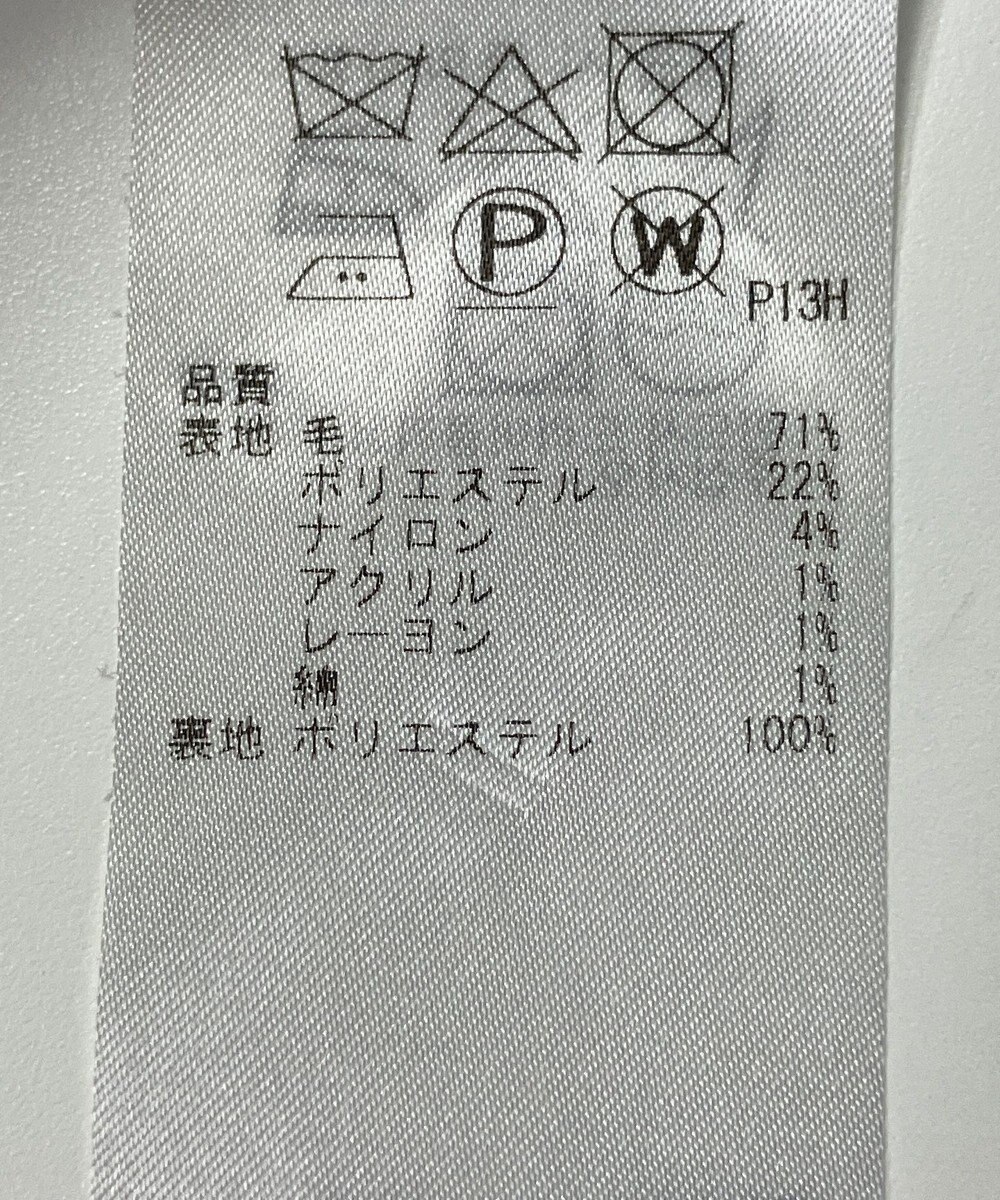 P W P13H
品質
表地 毛 71%
ポリエステル 22%
ナイロン 4%
アクリル 1%
レーヨン 1%
綿 1%
裏地 ポリエステル 100%